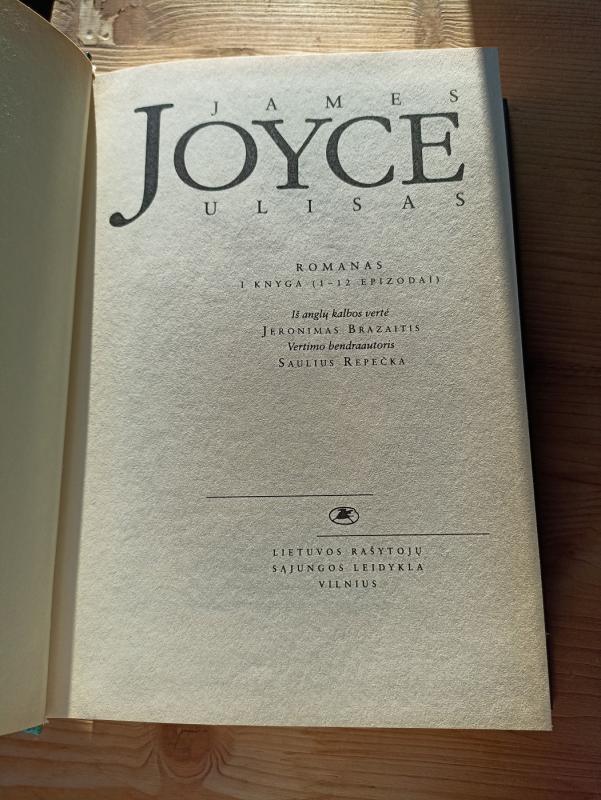 JAMES
JOYCE
ULISAS
ROMANAS
I KNYGA (1–12 EPIZODAI)
Iš anglų kalbos vertė
JERONIMAS BRAZAITIS
Vertimo bendraautoris
SAULIUS REPEČKA
LIETUVOS RAŠYTOJŲ
SĄJUNGOS LEIDYKLA
VILNIUS